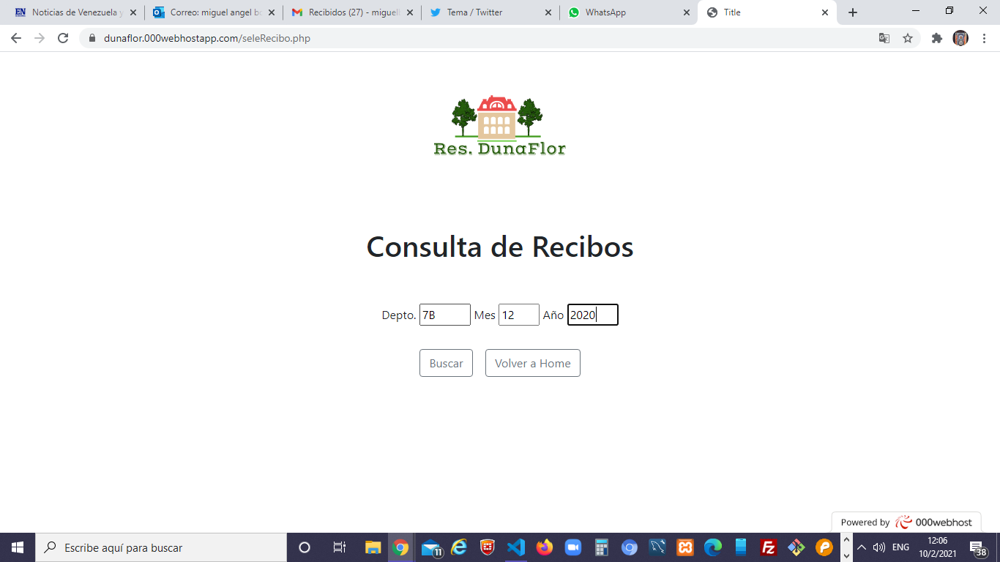 EN Noticias de Venezuela y
Correo: miguel angel bo
Recibidos (27) - miguell
Tema / Twitter
WhatsApp
Title
dunaflor.000webhostapp.com/seleRecibo.php
Res. DunaFlor
Consulta de Recibos
Depto. 7B Mes 12 Año 2020
Buscar Volver a Home
Powered by 000webhost
Escribe aquí para buscar
11
ENG
12:06
10/2/2021
38